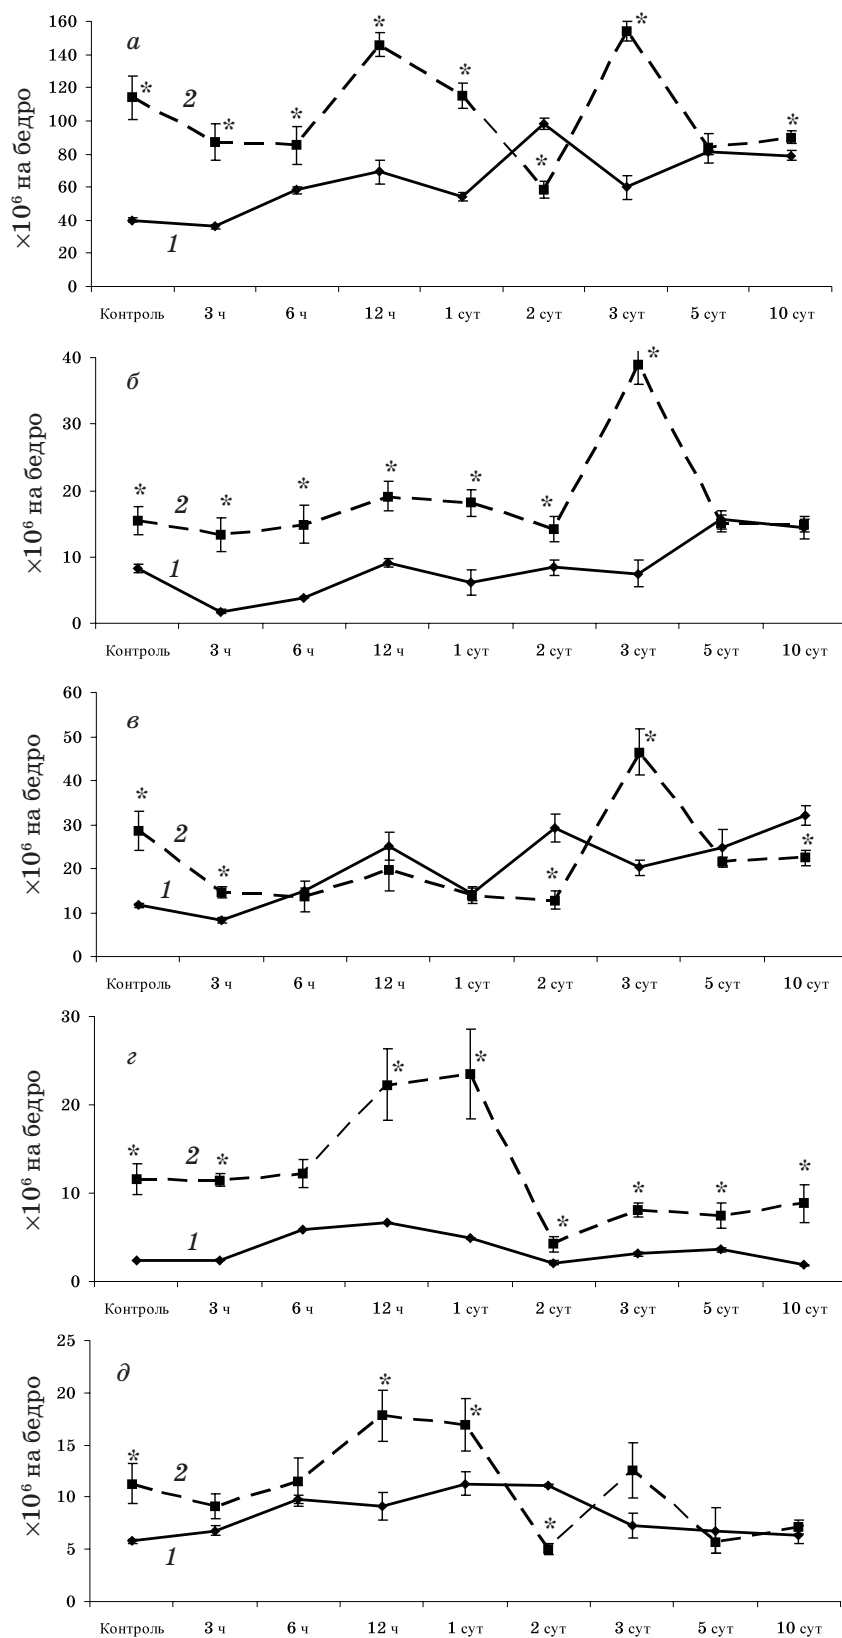 160
140
120
100
80
60
40
20
0
×10⁶ на бедро
а
2
1
* * * * * * * *
Контроль 3 ч 6 ч 12 ч 1 сут 2 сут 3 сут 5 сут 10 сут
40
30
20
10
0
×10⁶ на бедро
б
2
1
* * * * * * *
Контроль 3 ч 6 ч 12 ч 1 сут 2 сут 3 сут 5 сут 10 сут
60
50
40
30
20
10
0
×10⁶ на бедро
в
2
1
* * * * *
Контроль 3 ч 6 ч 12 ч 1 сут 2 сут 3 сут 5 сут 10 сут
30
20
10
0
×10⁶ на бедро
г
2
1
* * * * * * * *
Контроль 3 ч 6 ч 12 ч 1 сут 2 сут 3 сут 5 сут 10 сут
25
20
15
10
5
0
×10⁶ на бедро
д
2
1
* * * *
Контроль 3 ч 6 ч 12 ч 1 сут 2 сут 3 сут 5 сут 10 сут